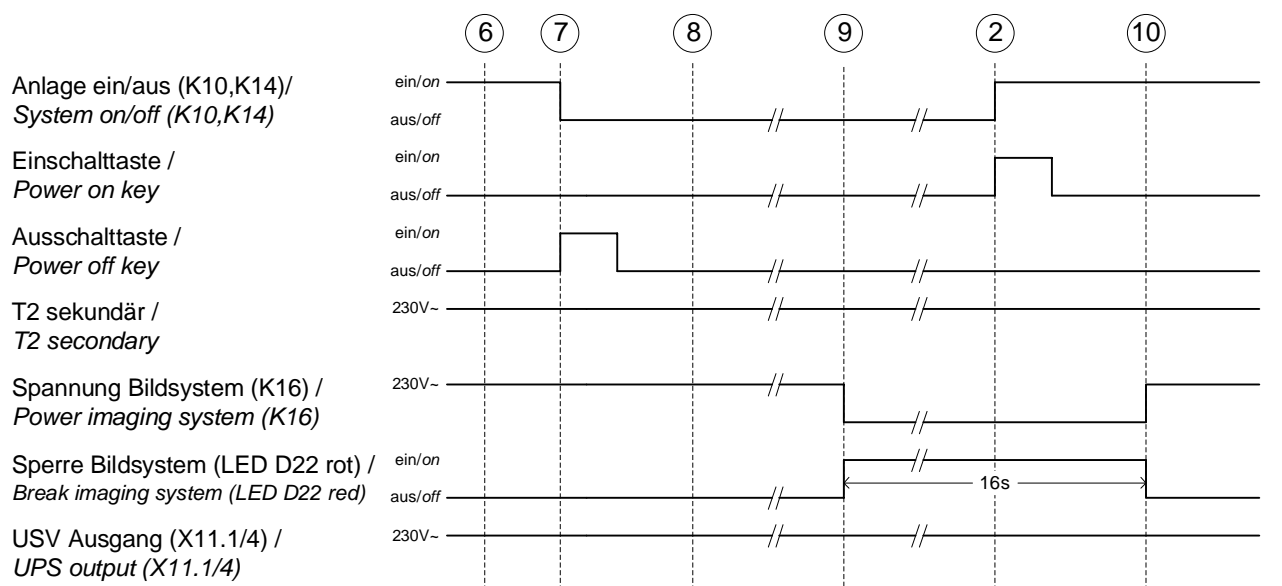 6 7 8 9 2 10
Anlage ein/aus (K10,K14)/
System on/off (K10,K14)
ein/on
aus/off
Einschalttaste /
Power on key
ein/on
aus/off
Ausschalttaste /
Power off key
ein/on
aus/off
T2 sekundär /
T2 secondary
230V~
Spannung Bildsystem (K16) /
Power imaging system (K16)
230V~
Sperre Bildsystem (LED D22 rot) /
Break imaging system (LED D22 red)
ein/on
aus/off
16s
USV Ausgang (X11.1/4) /
UPS output (X11.1/4)
230V~